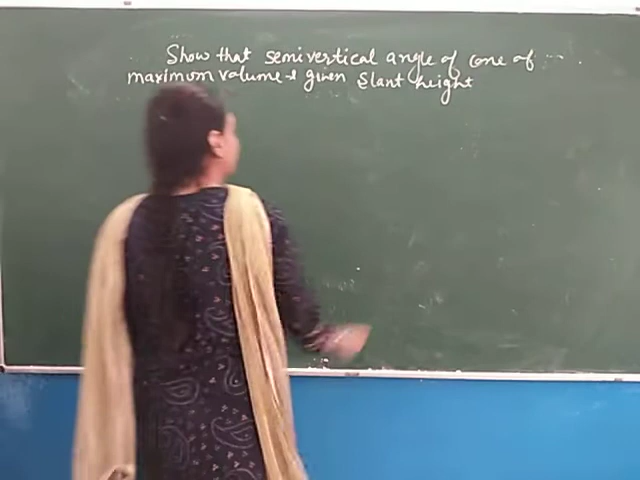 Show that semivertical angle of cone of
maximum volume & given slant height